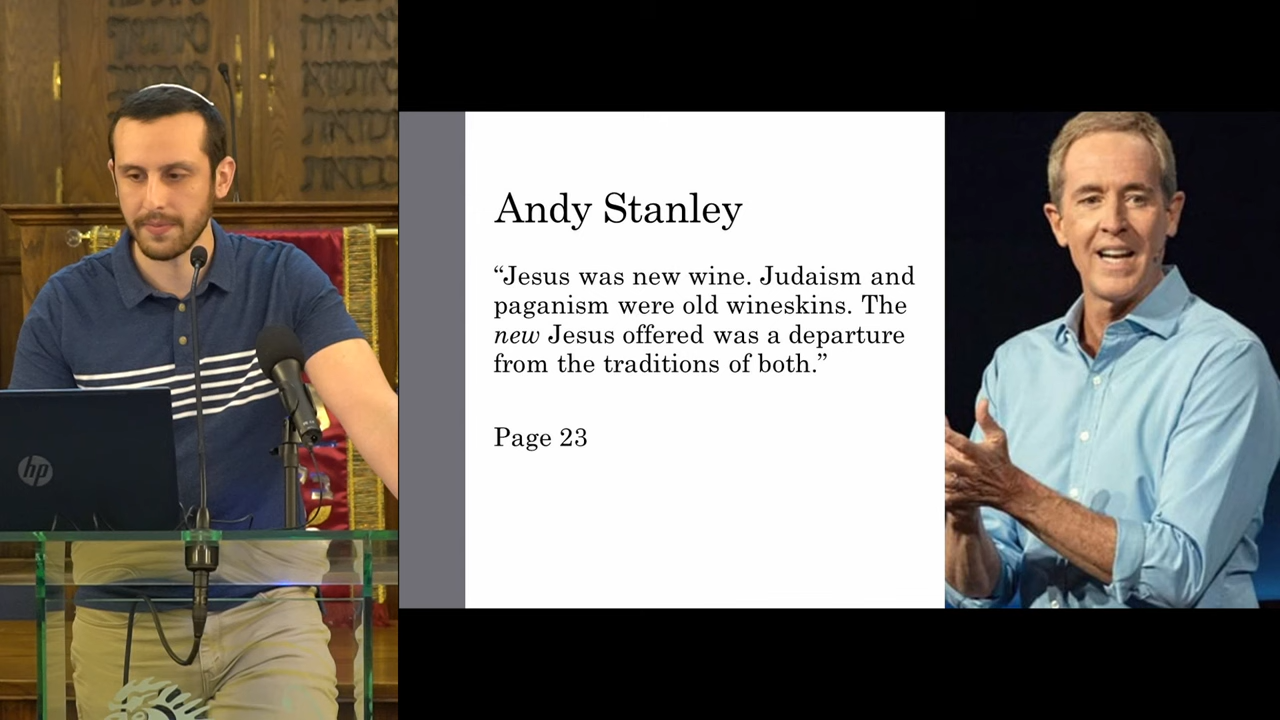 Andy Stanley
“Jesus was new wine. Judaism and
paganism were old wineskins. The
new Jesus offered was a departure
from the traditions of both.”
Page 23
hp